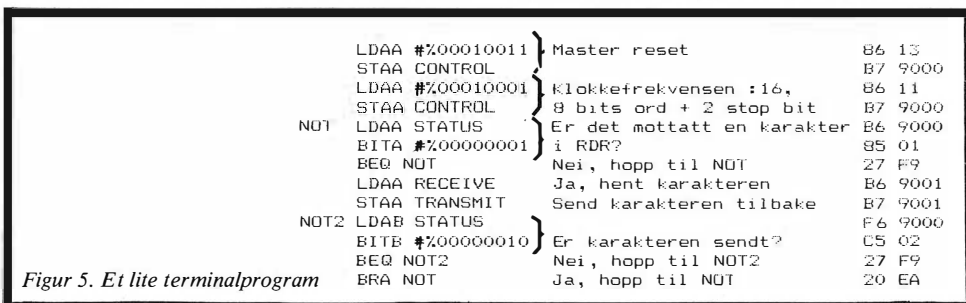 LDAA #%00010011 Master reset 86 13
STAA CONTROL B7 9000
LDAA #%00010001 Klokkefrekvensen :16, 86 11
STAA CONTROL 8 bits ord + 2 stop bit B7 9000
NOT LDAA STATUS Er det mottatt en karakter B6 9000
BITA #%00000001 i RDR? 85 01
BEQ NOT Nei, hopp til NOT 27 F9
LDAA RECEIVE Ja, hent karakteren B6 9001
STAA TRANSMIT Send karakteren tilbake B7 9001
NOT2 LDAB STATUS F6 9000
BITB #%00000010 Er karakteren sendt? C5 02
BEQ NOT2 Nei, hopp til NOT2 27 F9
BRA NOT Ja, hopp til NOT 20 EA
Figur 5. Et lite terminalprogram